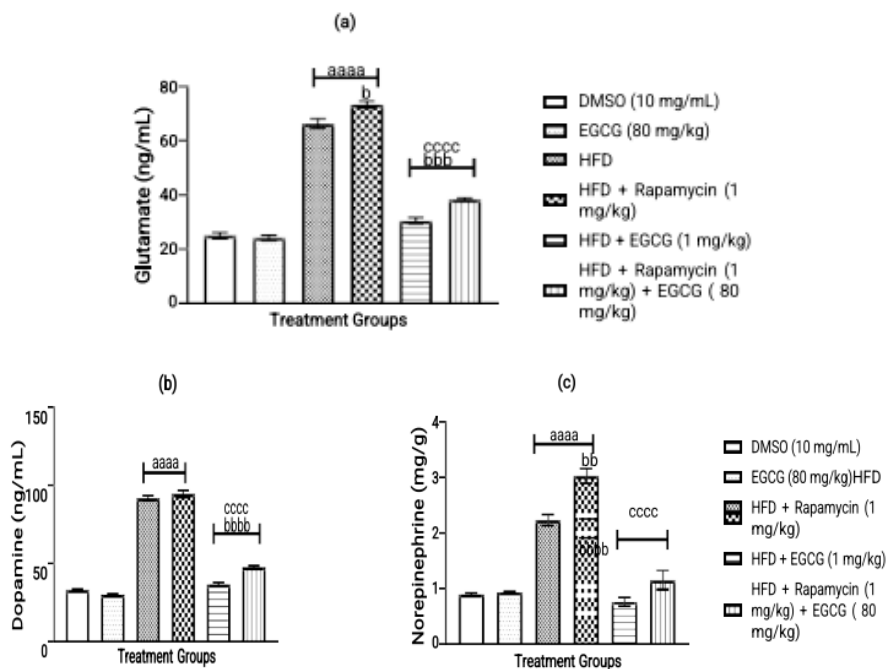 (a)
aaaa
b
cccc
bbb
80
60
40
20
0
Glutamate (ng/mL)
Treatment Groups
DMSO (10 mg/mL)
EGCG (80 mg/kg)
HFD
HFD + Rapamycin (1
mg/kg)
HFD + EGCG (1 mg/kg)
HFD + Rapamycin (1
mg/kg) + EGCG ( 80
mg/kg)
(b)
150
100
50
0
Dopamine (ng/mL)
aaaa
cccc
bbbb
Treatment Groups
(c)
4
3
2
1
0
Norepinephrine (mg/g)
aaaa
bb
cccc
Treatment Groups
DMSO (10 mg/mL)
EGCG (80 mg/kg)HFD
HFD + Rapamycin (1
mg/kg)
HFD + EGCG (1 mg/kg)
HFD + Rapamycin (1
mg/kg) + EGCG ( 80
mg/kg)